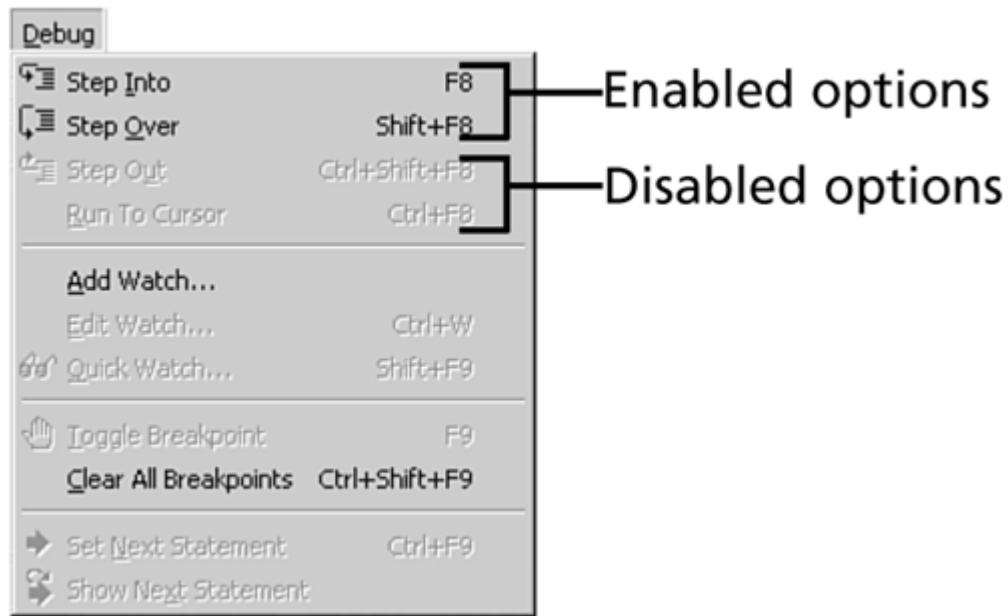 Debug
Step Into F8
Step Over Shift+F8
Enabled options
Step Out Ctrl+Shift+F8
Run To Cursor Ctrl+F8
Disabled options
Add Watch...
Edit Watch... Ctrl+W
Quick Watch... Shift+F9
Toggle Breakpoint F9
Clear All Breakpoints Ctrl+Shift+F9
Set Next Statement Ctrl+F9
Show Next Statement